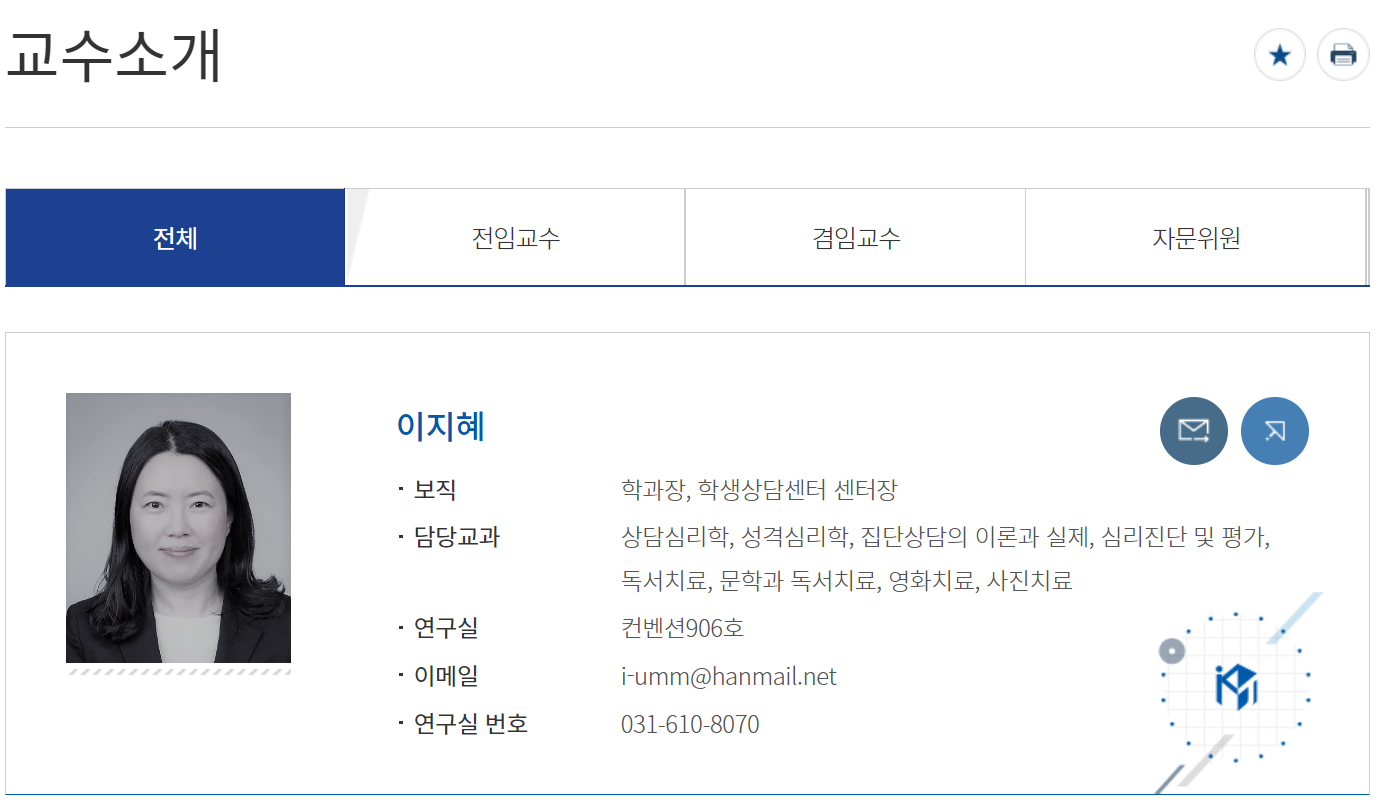 교수소개
전체
전임교수
겸임교수
자문위원
이지혜
· 보직 학과장, 학생상담센터 센터장
· 담당교과 상담심리학, 성격심리학, 집단상담의 이론과 실제, 심리진단 및 평가,
독서치료, 문학과 독서치료, 영화치료, 사진치료
· 연구실 컨벤션906호
· 이메일 i-umm@hanmail.net
· 연구실 번호 031-610-8070